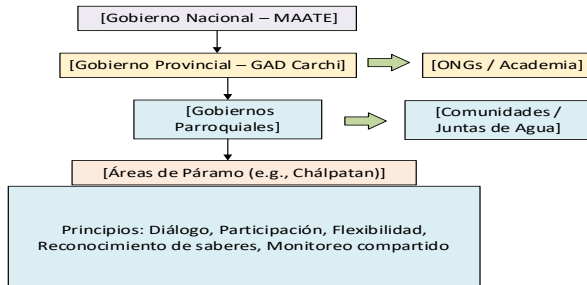 [Gobierno Nacional – MAATE]
[Gobierno Provincial – GAD Carchi]
[ONGs / Academia]
[Gobiernos
Parroquiales]
[Comunidades /
Juntas de Agua]
[Áreas de Páramo (e.g., Chálpatan)]
Principios: Diálogo, Participación, Flexibilidad,
Reconocimiento de saberes, Monitoreo compartido